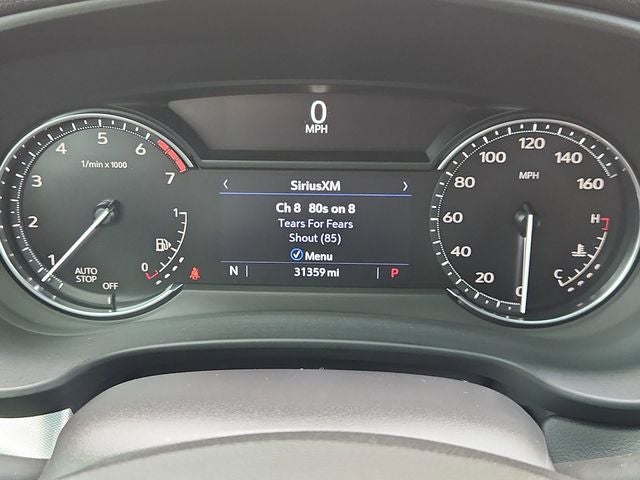 0
MPH
1/min x 1000
1
2
3
4
5
6
7
AUTO
STOP
OFF
1
0
‹ SiriusXM ›
Ch 8 80s on 8
Tears For Fears
Shout (85)
Menu
N 31359 mi P
MPH
0
20
40
60
80
100
120
140
160
H
C